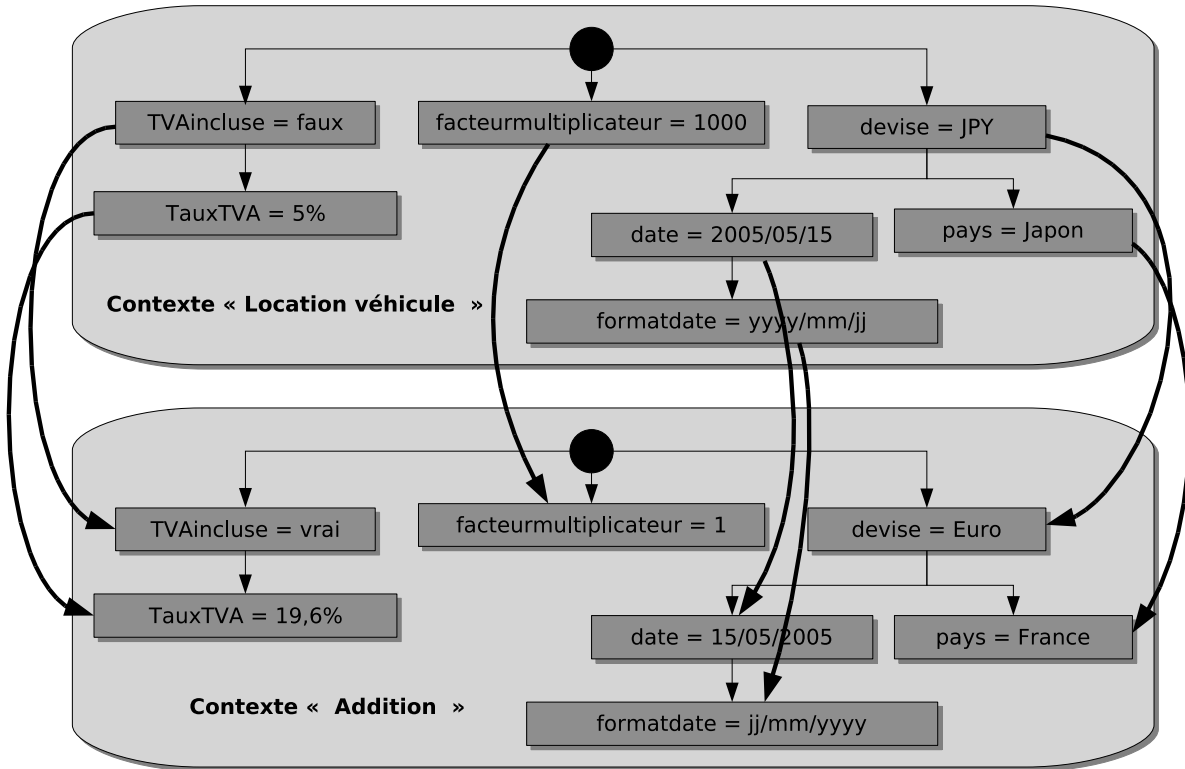 TVAincluse = faux
facteurmultiplicateur = 1000
devise = JPY
TauxTVA = 5%
date = 2005/05/15
pays = Japon
Contexte « Location véhicule  »
formatdate = yyyy/mm/jj
TVAincluse = vrai
facteurmultiplicateur = 1
devise = Euro
TauxTVA = 19,6%
date = 15/05/2005
pays = France
Contexte «  Addition  »
formatdate = jj/mm/yyyy